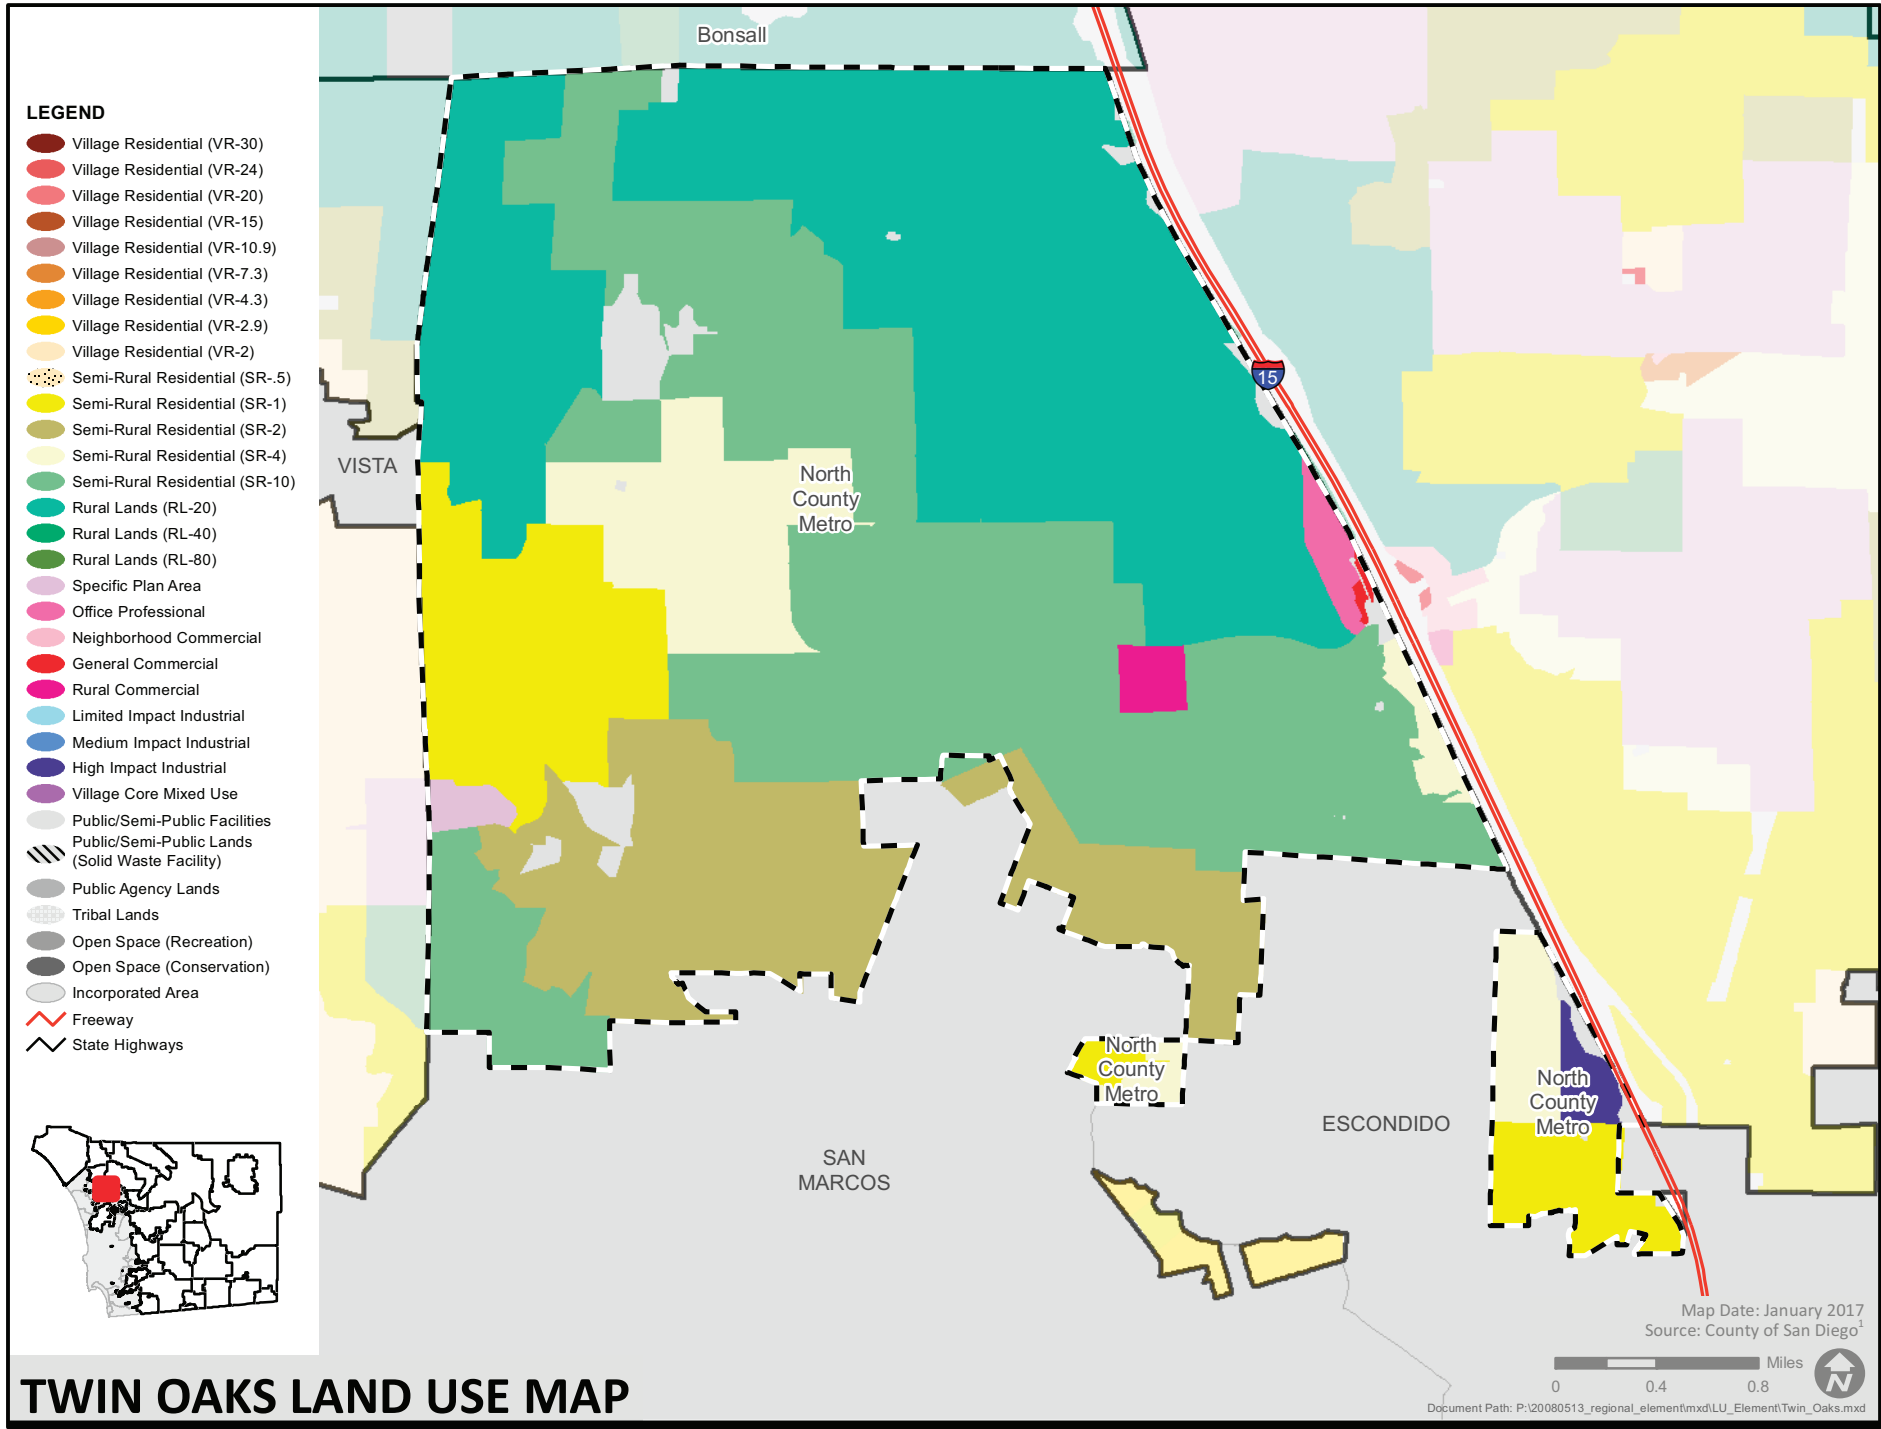 Bonsall
LEGEND
Village Residential (VR-30)
Village Residential (VR-24)
Village Residential (VR-20)
Village Residential (VR-15)
Village Residential (VR-10.9)
Village Residential (VR-7.3)
Village Residential (VR-4.3)
Village Residential (VR-2.9)
Village Residential (VR-2)
Semi-Rural Residential (SR-.5)
Semi-Rural Residential (SR-1)
Semi-Rural Residential (SR-2)
Semi-Rural Residential (SR-4)
Semi-Rural Residential (SR-10)
Rural Lands (RL-20)
Rural Lands (RL-40)
Rural Lands (RL-80)
Specific Plan Area
Office Professional
Neighborhood Commercial
General Commercial
Rural Commercial
Limited Impact Industrial
Medium Impact Industrial
High Impact Industrial
Village Core Mixed Use
Public/Semi-Public Facilities
Public/Semi-Public Lands
(Solid Waste Facility)
Public Agency Lands
Tribal Lands
Open Space (Recreation)
Open Space (Conservation)
Incorporated Area
Freeway
State Highways
15
VISTA
North
County
Metro
North
County
Metro
North
County
Metro
ESCONDIDO
SAN
MARCOS
Map Date: January 2017
Source: County of San Diego1
Miles
0 0.4 0.8
N
TWIN OAKS LAND USE MAP
Document Path: P:\20080513_regional_element\mxd\LU_Element\Twin_Oaks.mxd